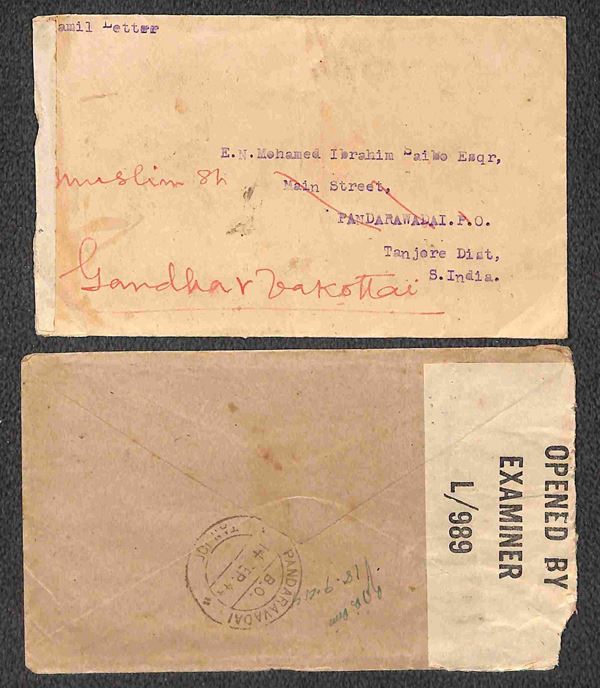 amil Letter
E.N.Mohamed Ibrahim Saibo Esqr,
muslim St
Main Street,
PANDARAWADAI.P.O.
Tanjore Dist,
S.India.
Gandharvakottai
OPENED BY
EXAMINER
L/989
PANDARAVADAI
B.O.